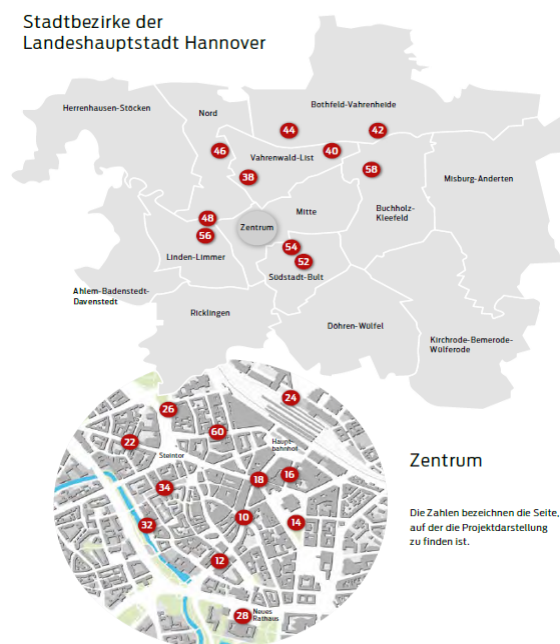 Stadtbezirke der
Landeshauptstadt Hannover
Herrenhausen-Stöcken
Nord
Bothfeld-Vahrenheide
44
42
46
Vahrenwald-List
40
38
58
Misburg-Anderten
48
Mitte
Buchholz-
Kleefeld
Zentrum
56
54
Linden-Limmer
52
Südstadt-Bult
Ahlem-Badenstedt-
Davenstedt
Ricklingen
Döhren-Wülfel
Kirchrode-Bemerode-
Wülferode
24
26
60
22
Haupt-
bahnhof
Steintor
18
16
34
10
14
32
12
28
Neues
Rathaus
Zentrum
Die Zahlen bezeichnen die Seite,
auf der die Projektdarstellung
zu finden ist.